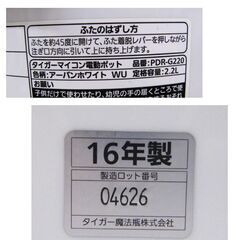 ふたのはずし方
ふたを約45度に開けて、ふた着脱レバーを押しながら
注ぎ口方向に引いて上に持ち上げます。
タイガーマイコン電動ポット 品番:PDR-G220
色柄:アーバンホワイト WU 定格容量:2.2L
ださい
子供だけで使わせたり、幼児の手の届くところで使
16年製
製造ロット番号
04626
タイガー魔法瓶株式会社